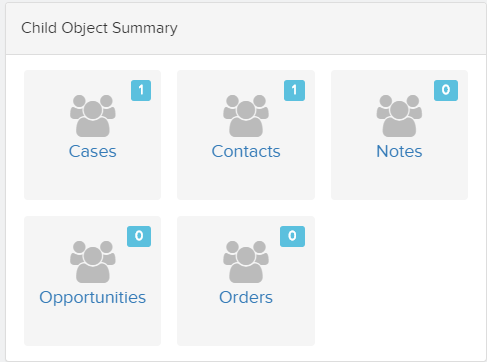 Child Object Summary
1
Cases
1
Contacts
0
Notes
0
Opportunities
0
Orders